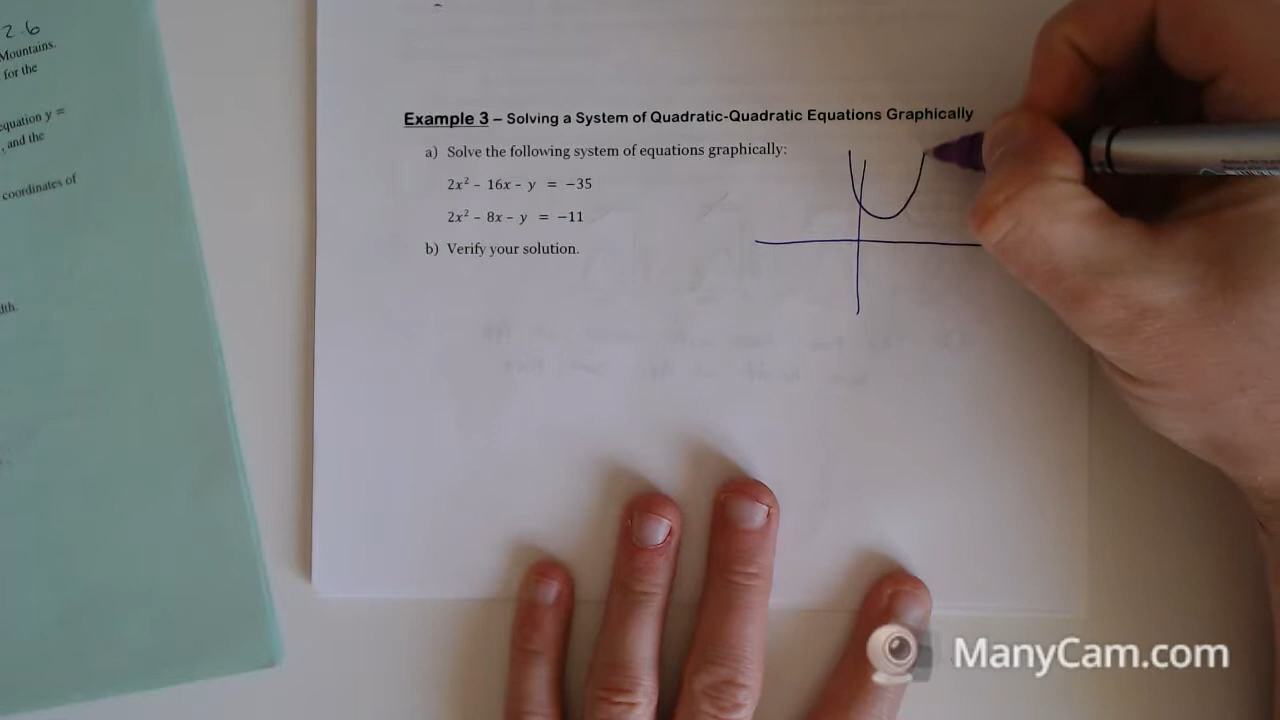 2.6
Mountains.
for the
equation y =
, and the
coordinates of
Example 3 – Solving a System of Quadratic-Quadratic Equations Graphically
a) Solve the following system of equations graphically:
2x² - 16x - y = -35
2x² - 8x - y = -11
b) Verify your solution.
ManyCam.com